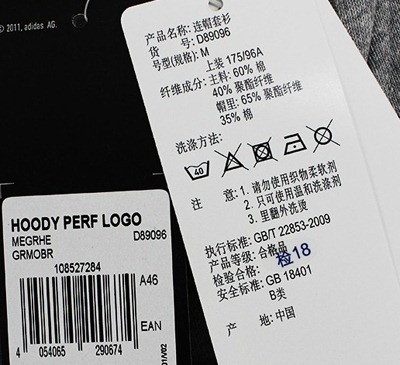 © 2011, adidas AG.
产品名称: 连帽套衫
货 号: D89096
号型(规格): M
上装 175/96A
纤维成分: 主料: 60% 棉
40% 聚酯纤维
帽里: 65% 聚酯纤维
35% 棉
洗涤方法:
40
注 意: 1. 请勿使用织物柔软剂
2. 只可使用温和洗涤剂
3. 里翻外洗烫
执行标准: GB/T 22853-2009
产品等级: 合格品
检验合格: 检18
安全标准: GB 18401
B类
产 地: 中国
HOODY PERF LOGO
MEGRHE D89096
GRMOBR
108527284
A46
EAN
4 054065 290674